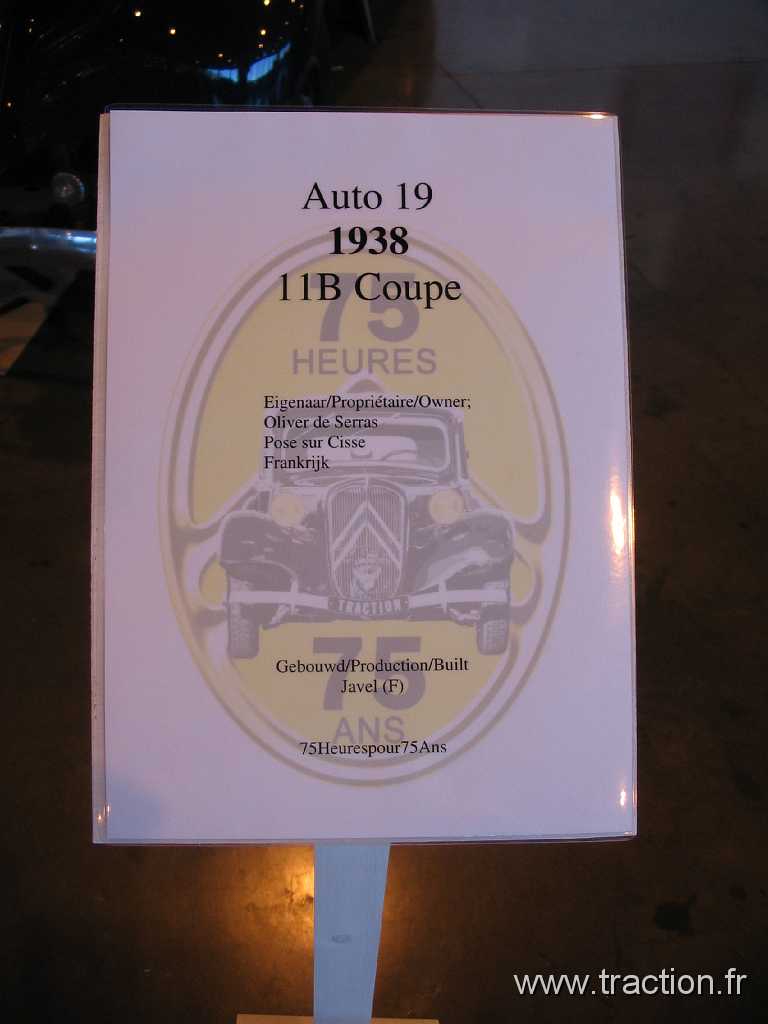 Auto 19
1938
11B Coupe
75
HEURES
Eigenaar/Propriétaire/Owner;
Oliver de Serras
Pose sur Cisse
Frankrijk
TRACTION
Gebouwd/Production/Built
Javel (F)
75
ANS
75Heurespour75Ans
www.traction.fr